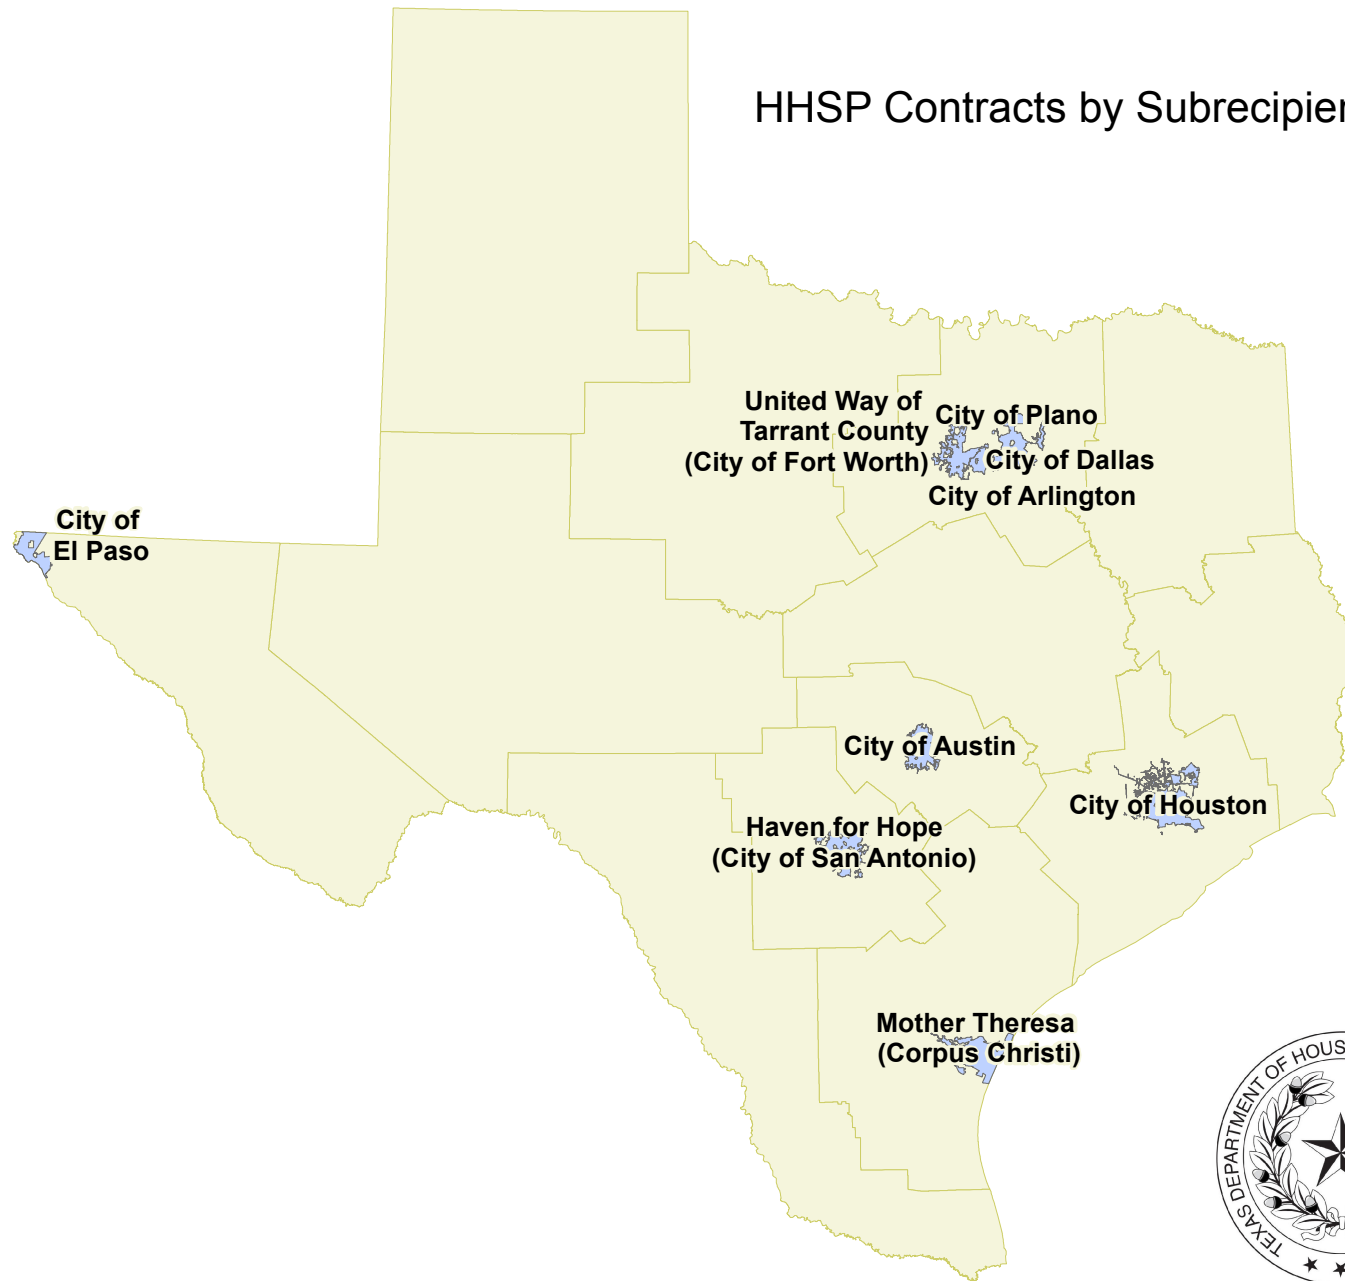 HHSP Contracts by
United Way of
Tarrant County
(City of Fort Worth)
City of Plano
City of Dallas
City of Arlington
City of
El Paso
City of Austin
City of Houston
Haven for Hope
(City of San Antonio)
Mother Theresa
(Corpus Christi)
TEXAS DEPARTMENT OF